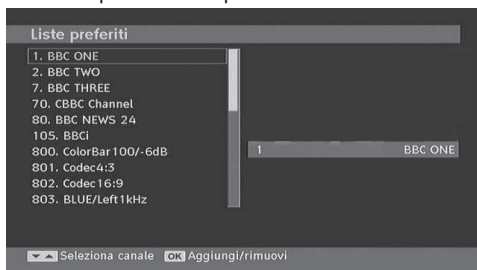 Liste preferiti
1. BBC ONE
2. BBC TWO
7. BBC THREE
70. CBBC Channel
80. BBC NEWS 24
105. BBCi
800. ColorBar100/-6dB
801. Codec4:3
802. Codec16:9
803. BLUE/Left1kHz
1 BBC ONE
Seleziona canale OK Aggiungi/rimuovi